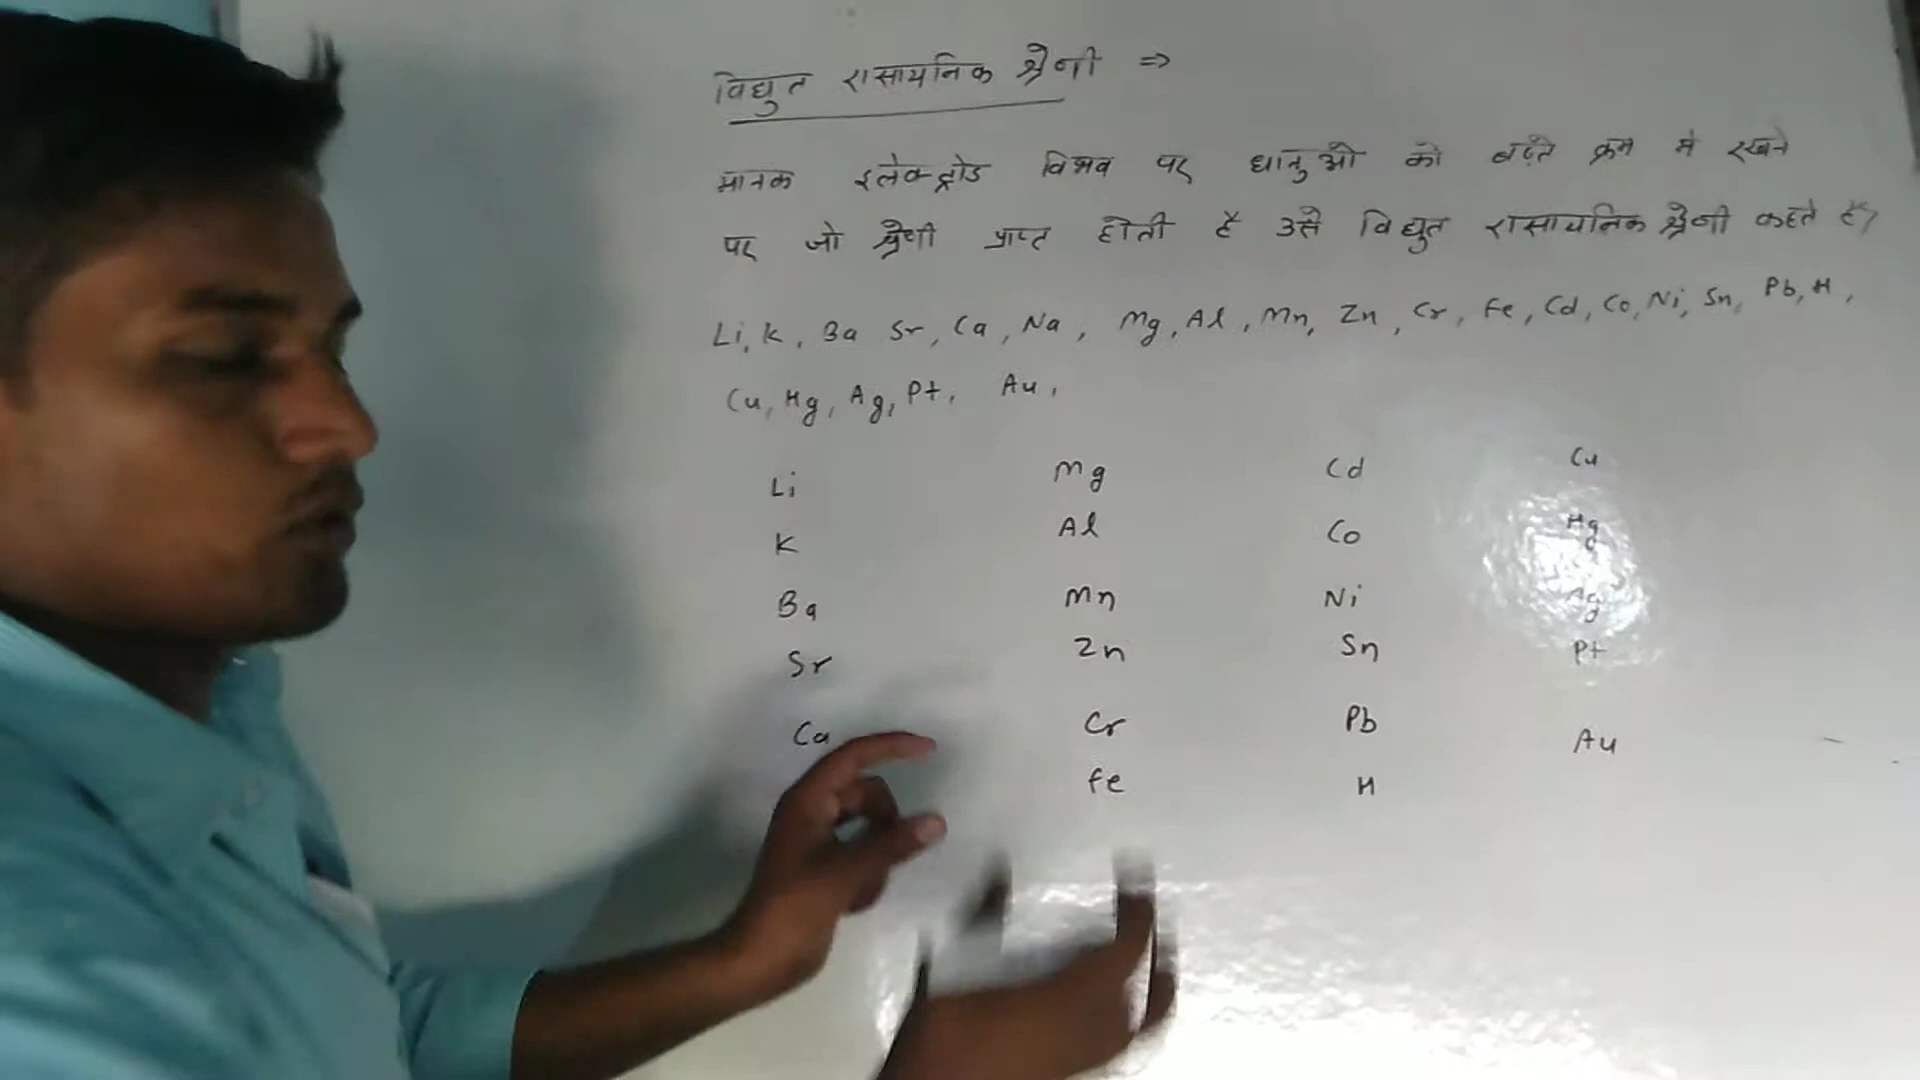 विद्युत रासायनिक श्रेणी ⇒
मानक इलेक्ट्रोड विभव पर धातुओ को बढ़ते क्रम मे रखने
पर जो श्रेणी प्राप्त होती है उसे विद्युत रासायनिक श्रेणी कहते है
Li, K, Ba Sr, Ca, Na, Mg, Al, Mn, Zn, Cr, Fe, Cd, Co, Ni, Sn, Pb, H,
Cu, Hg, Ag, Pt, Au,
Li Mg Cd Cu
K Al Co Hg
Ba Mn Ni Ag
Sr Zn Sn Pt
Ca Cr Pb Au
Fe H